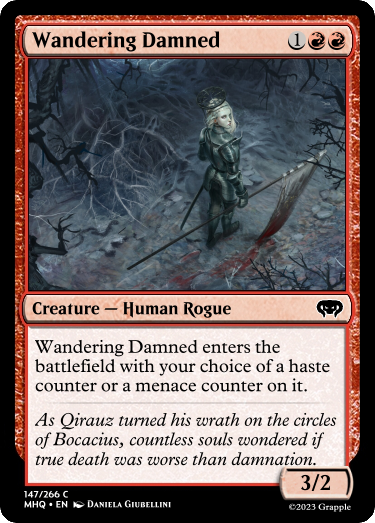 Wandering Damned 1
Creature — Human Rogue
Wandering Damned enters the
battlefield with your choice of a haste
counter or a menace counter on it.
As Qirauz turned his wrath on the circles
of Bocacius, countless souls wondered if
true death was worse than damnation.
3/2
147/266 C
MHQ • EN Daniela Giubellini
©2023 Grapple